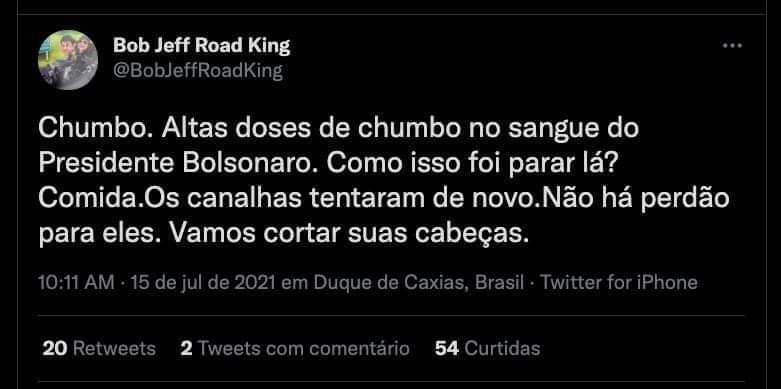 Bob Jeff Road King
@BobJeffRoadKing
Chumbo. Altas doses de chumbo no sangue do
Presidente Bolsonaro. Como isso foi parar lá?
Comida.Os canalhas tentaram de novo.Não há perdão
para eles. Vamos cortar suas cabeças.
10:11 AM · 15 de jul de 2021 em Duque de Caxias, Brasil · Twitter for iPhone
20 Retweets 2 Tweets com comentário 54 Curtidas